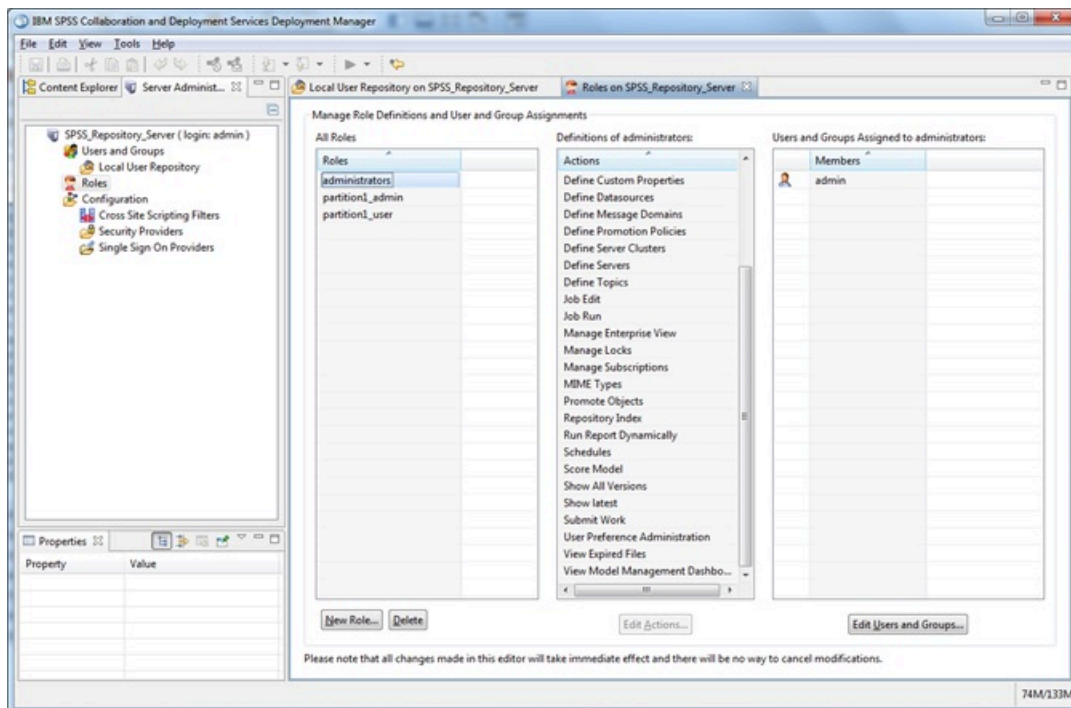 IBM SPSS Collaboration and Deployment Services Deployment Manager
File Edit View Tools Help
Content Explorer Server Administ...
Local User Repository on SPSS_Repository_Server
Roles on SPSS_Repository_Server
SPSS_Repository_Server ( login: admin )
Users and Groups
Local User Repository
Roles
Configuration
Cross Site Scripting Filters
Security Providers
Single Sign On Providers
Properties
Property Value
Manage Role Definitions and User and Group Assignments
All Roles
Roles
administrators
partition1_admin
partition1_user
New Role... Delete
Definitions of administrators:
Actions
Define Custom Properties
Define Datasources
Define Message Domains
Define Promotion Policies
Define Server Clusters
Define Servers
Define Topics
Job Edit
Job Run
Manage Enterprise View
Manage Locks
Manage Subscriptions
MIME Types
Promote Objects
Repository Index
Run Report Dynamically
Schedules
Score Model
Show All Versions
Show latest
Submit Work
User Preference Administration
View Expired Files
View Model Management Dashbo...
Edit Actions...
Users and Groups Assigned to administrators:
Members
admin
Edit Users and Groups...
Please note that all changes made in this editor will take immediate effect and there will be no way to cancel modifications.
74M/133M